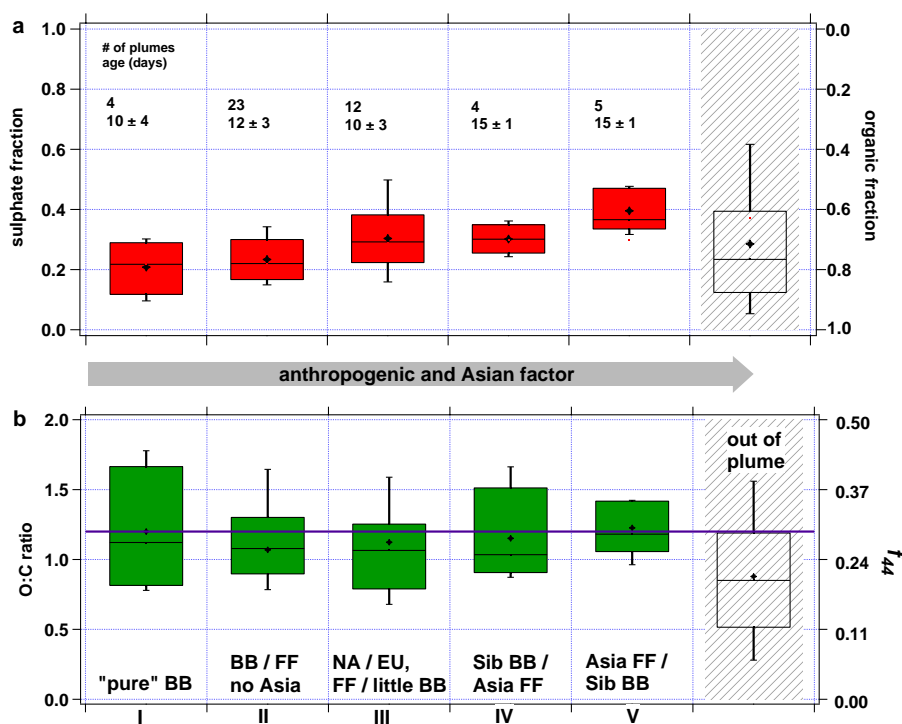 a
1.0
0.8
0.6
0.4
0.2
0.0
sulphate fraction
# of plumes
age (days)
4
10 ± 4
23
12 ± 3
12
10 ± 3
4
15 ± 1
5
15 ± 1
0.0
0.2
0.4
0.6
0.8
1.0
organic fraction
anthropogenic and Asian factor
b
2.0
1.5
1.0
0.5
0.0
O:C ratio
out of
plume
0.50
0.37
0.24
0.11
0.00
f44
"pure" BB
BB / FF
no Asia
NA / EU,
FF / little BB
Sib BB /
Asia FF
Asia FF /
Sib BB
I
II
III
IV
V